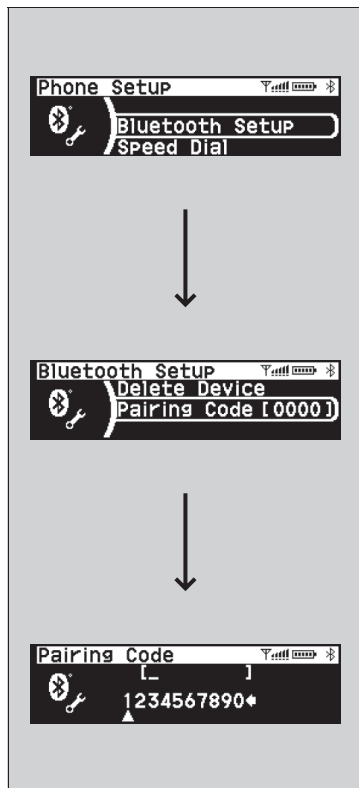 Phone Setup
Bluetooth Setup
Speed Dial
Bluetooth Setup
Delete Device
Pairing Code [0000]
Pairing Code
[_ ]
1234567890←